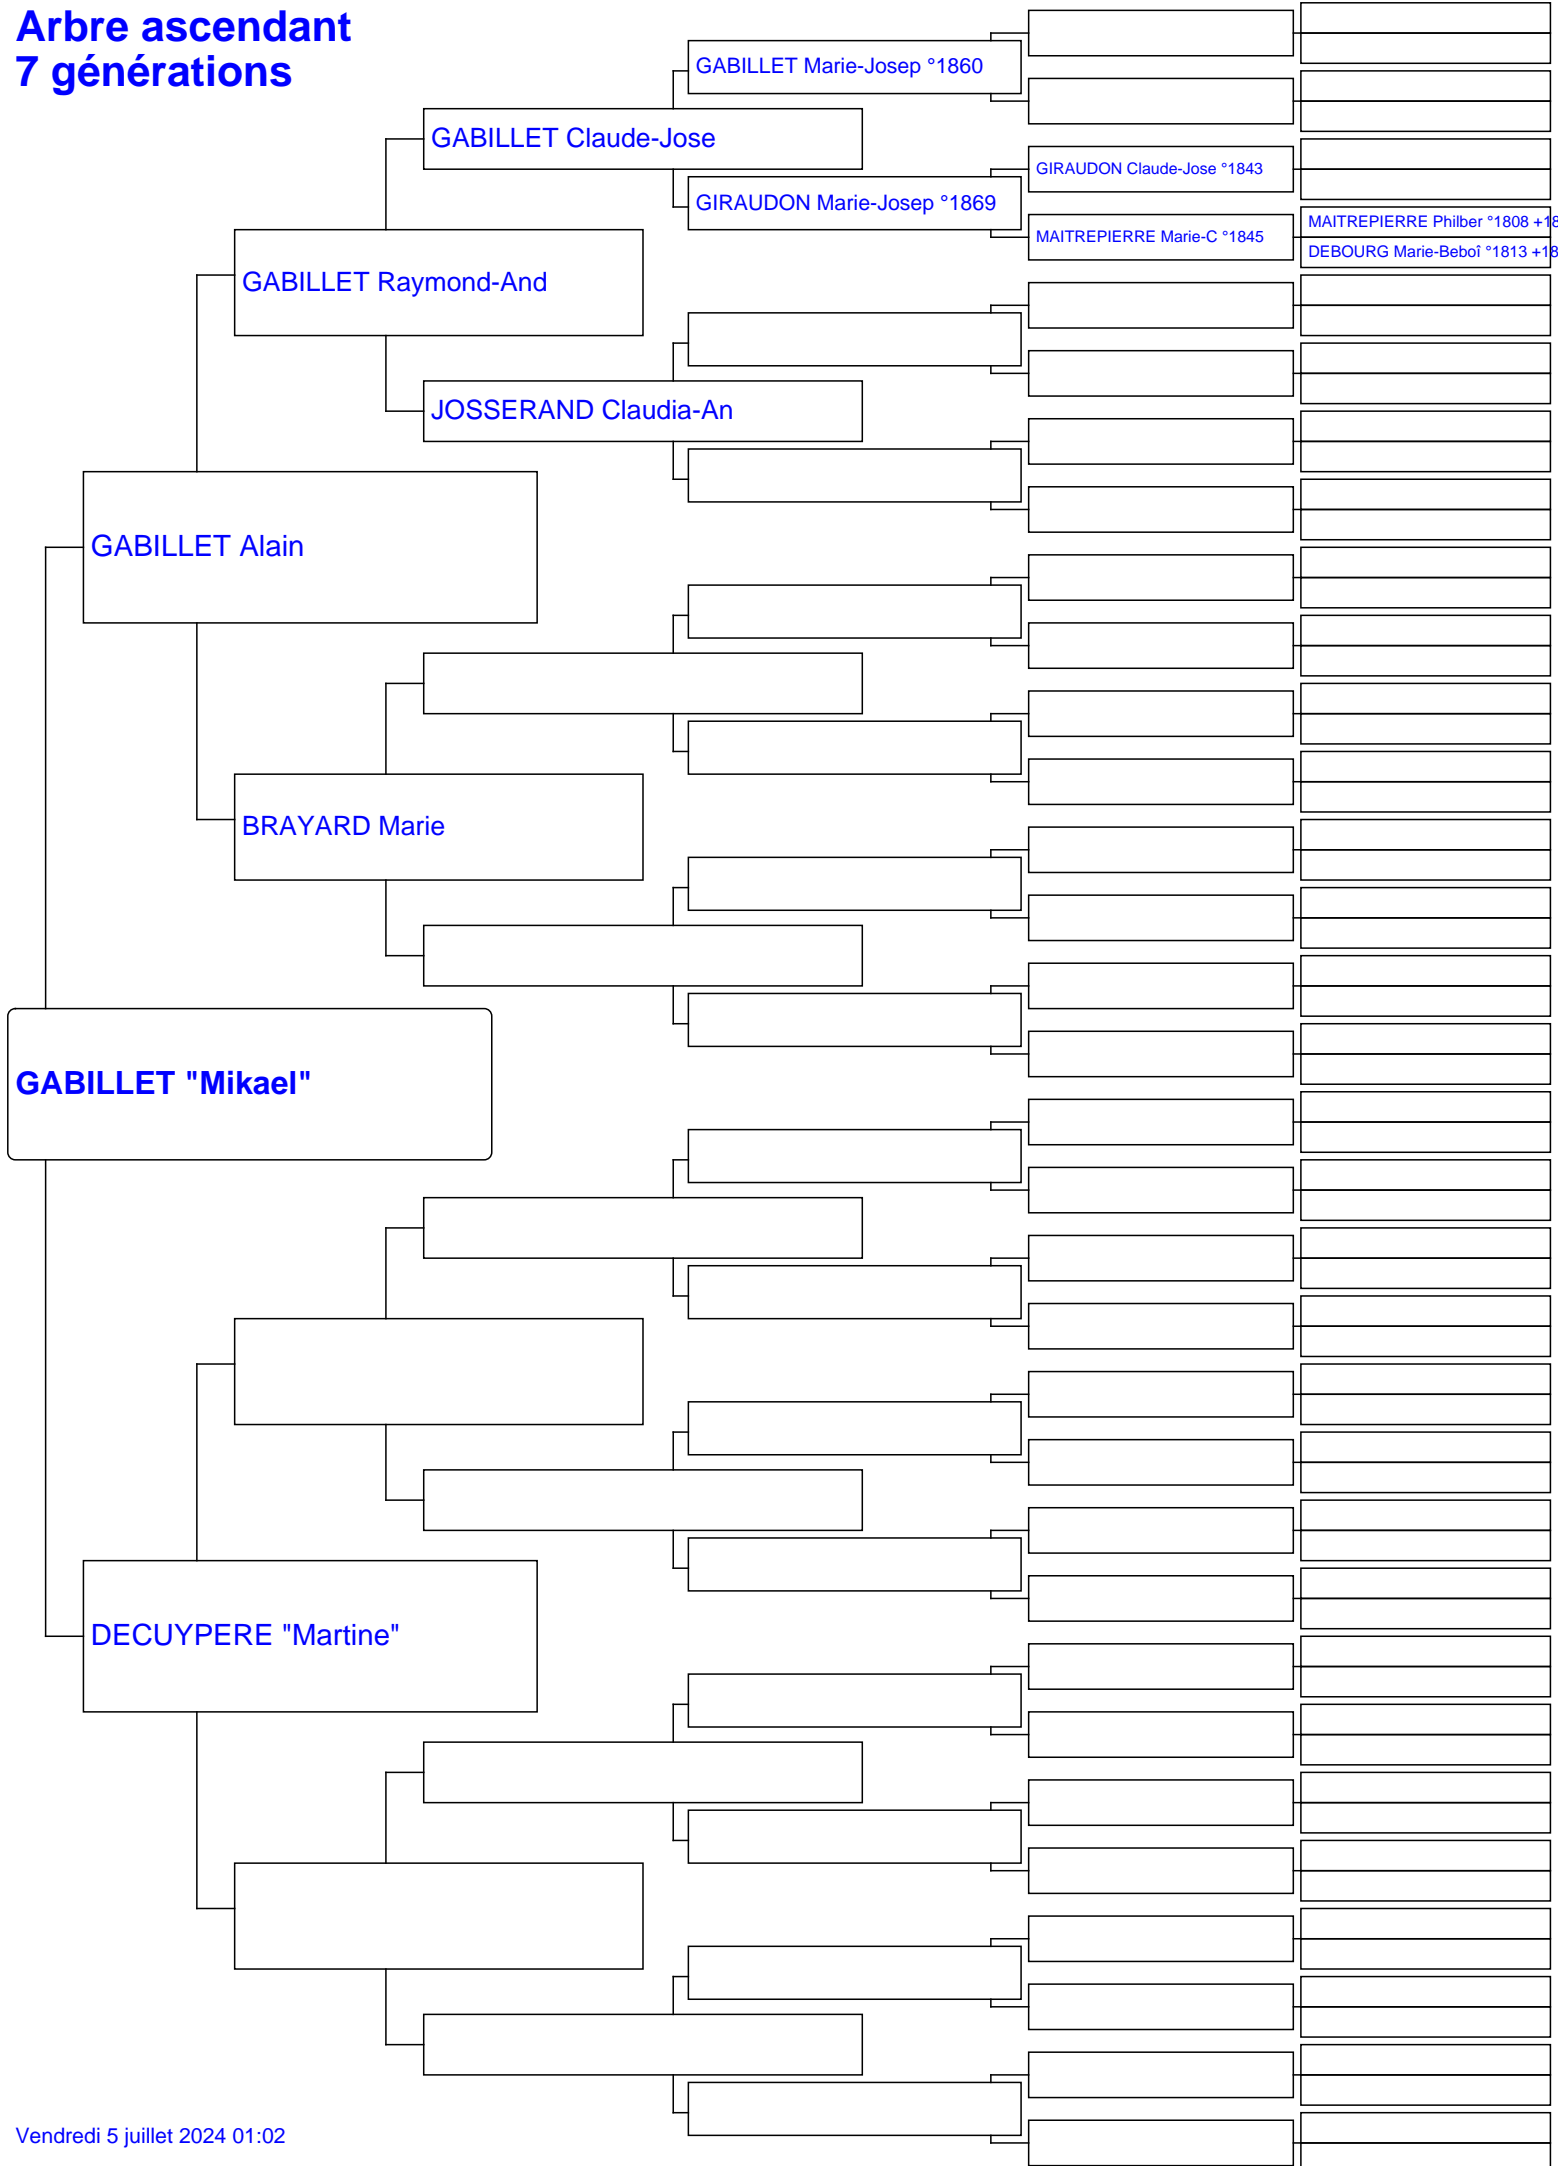 Arbre ascendant
7 générations
GABILLET Marie-Josep °1860
GABILLET Claude-Jose
GIRAUDON Claude-Jose °1843
GIRAUDON Marie-Josep °1869
MAITREPIERRE Philber °1808 +18
MAITREPIERRE Marie-C °1845
DEBOURG Marie-Beboî °1813 +18
GABILLET Raymond-And
JOSSERAND Claudia-An
GABILLET Alain
BRAYARD Marie
GABILLET "Mikael"
DECUYPERE "Martine"
Vendredi 5 juillet 2024 01:02